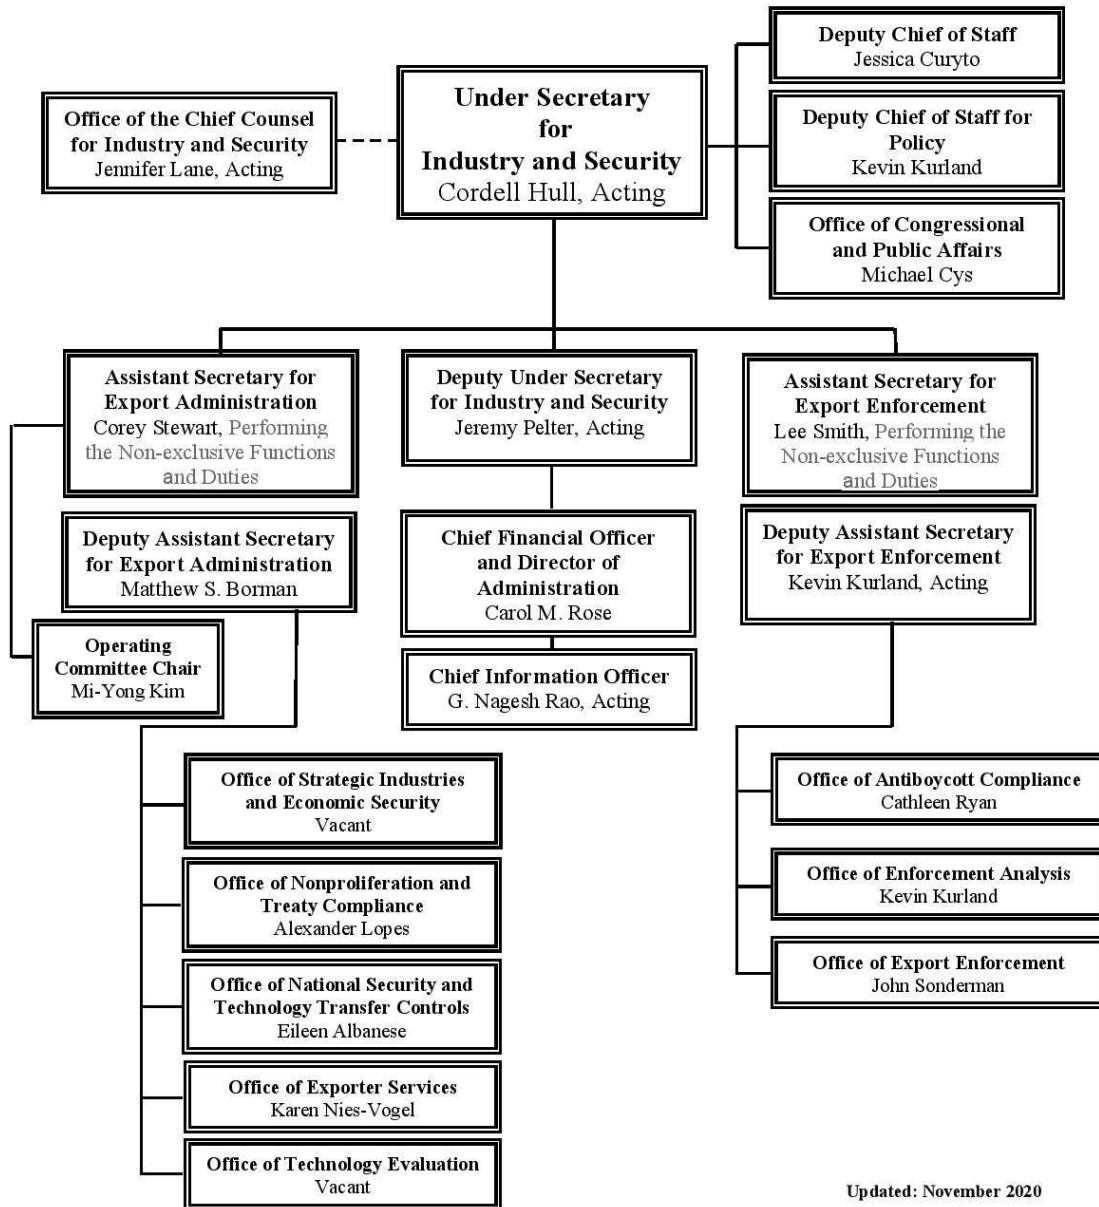 Deputy Chief of Staff
Jessica Curyto
Office of the Chief Counsel
for Industry and Security
Jennifer Lane, Acting
Under Secretary
for
Industry and Security
Cordell Hull, Acting
Deputy Chief of Staff for
Policy
Kevin Kurland
Office of Congressional
and Public Affairs
Michael Cys
Assistant Secretary for
Export Administration
Corey Stewart, Performing
the Non-exclusive Functions
and Duties
Deputy Under Secretary
for Industry and Security
Jeremy Pelter, Acting
Assistant Secretary for
Export Enforcement
Lee Smith, Performing the
Non-exclusive Functions
and Duties
Deputy Assistant Secretary
for Export Administration
Matthew S. Borman
Chief Financial Officer
and Director of
Administration
Carol M. Rose
Deputy Assistant Secretary
for Export Enforcement
Kevin Kurland, Acting
Operating
Committee Chair
Mi-Yong Kim
Chief Information Officer
G. Nagesh Rao, Acting
Office of Strategic Industries
and Economic Security
Vacant
Office of Nonproliferation and
Treaty Compliance
Alexander Lopes
Office of National Security and
Technology Transfer Controls
Eileen Albanese
Office of Exporter Services
Karen Nies-Vogel
Office of Technology Evaluation
Vacant
Office of Antiboycott Compliance
Cathleen Ryan
Office of Enforcement Analysis
Kevin Kurland
Office of Export Enforcement
John Sonderman
Updated: November 2020